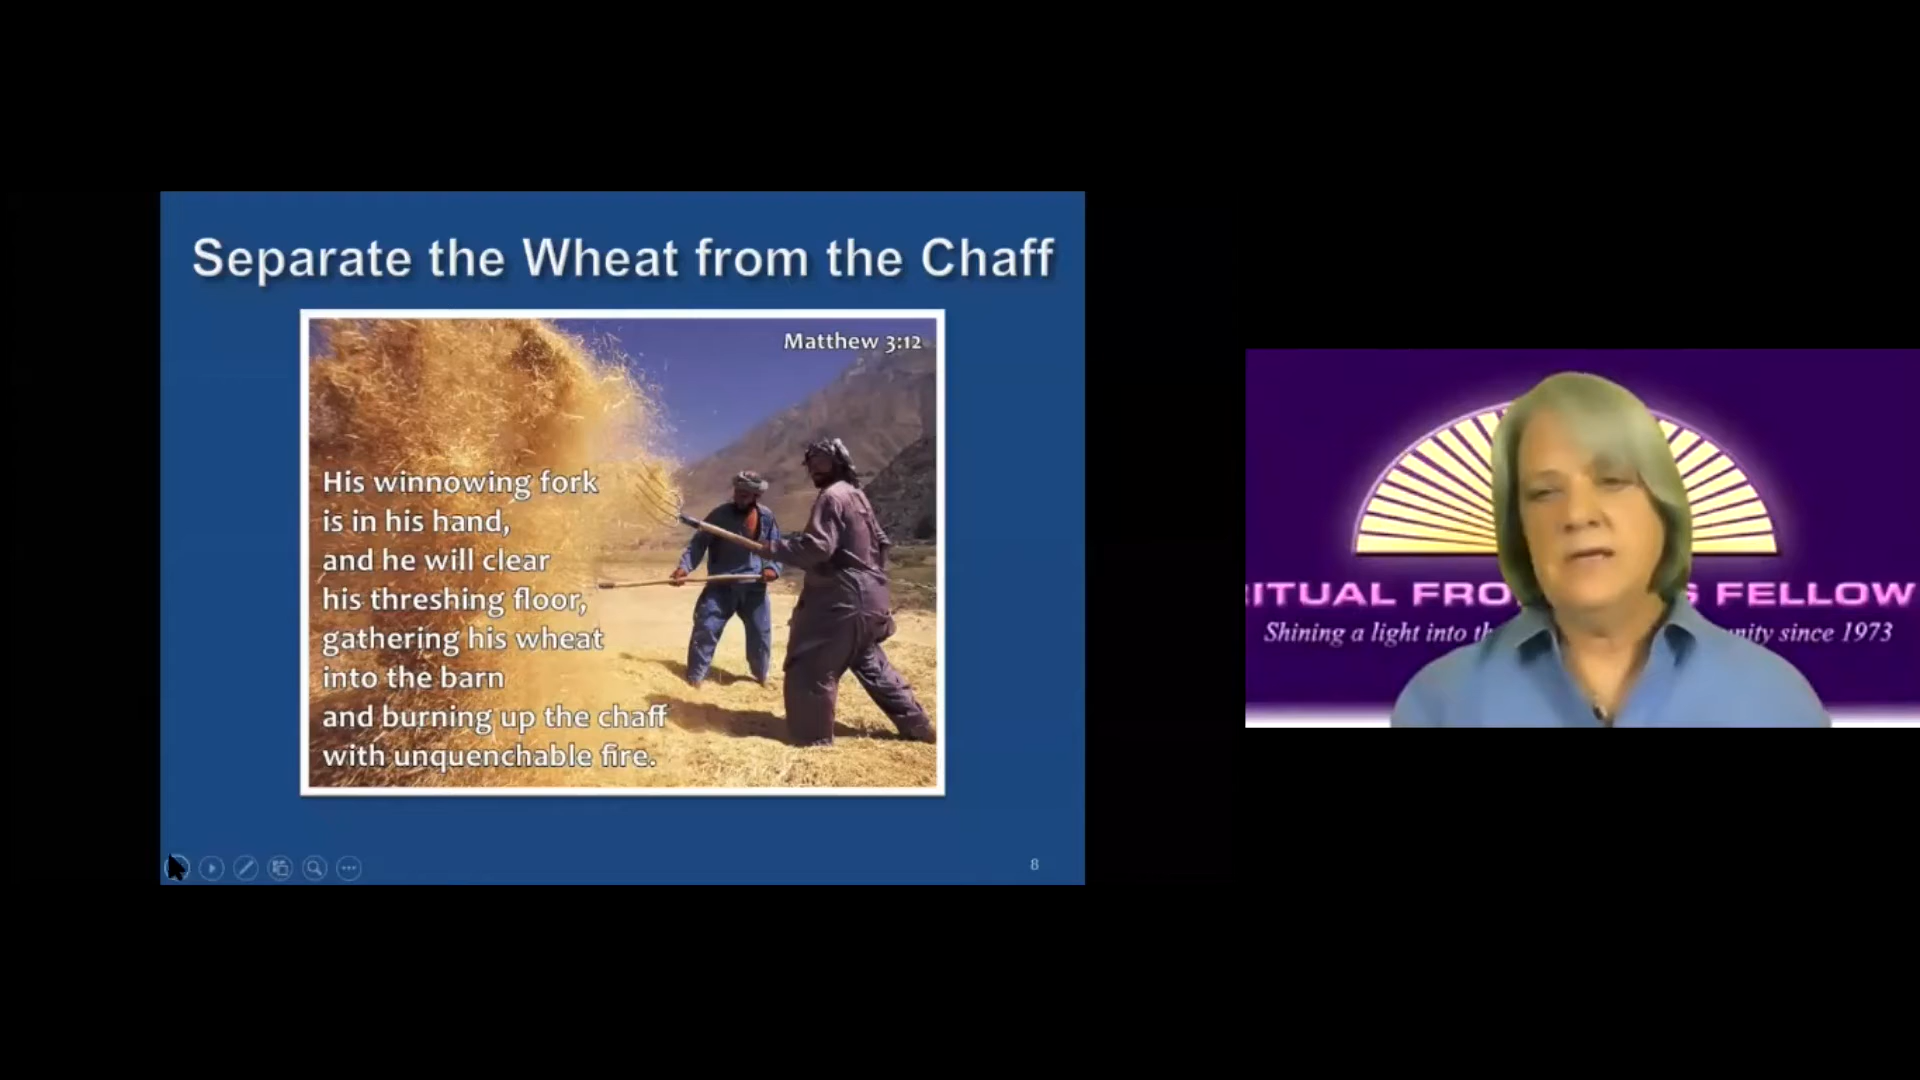 Separate the Wheat from the Chaff
Matthew 3:12
His winnowing fork
is in his hand,
and he will clear
his threshing floor,
gathering his wheat
into the barn
and burning up the chaff
with unquenchable fire.
8
RITUAL FRO S FELLOW
Shining a light into th nity since 1973